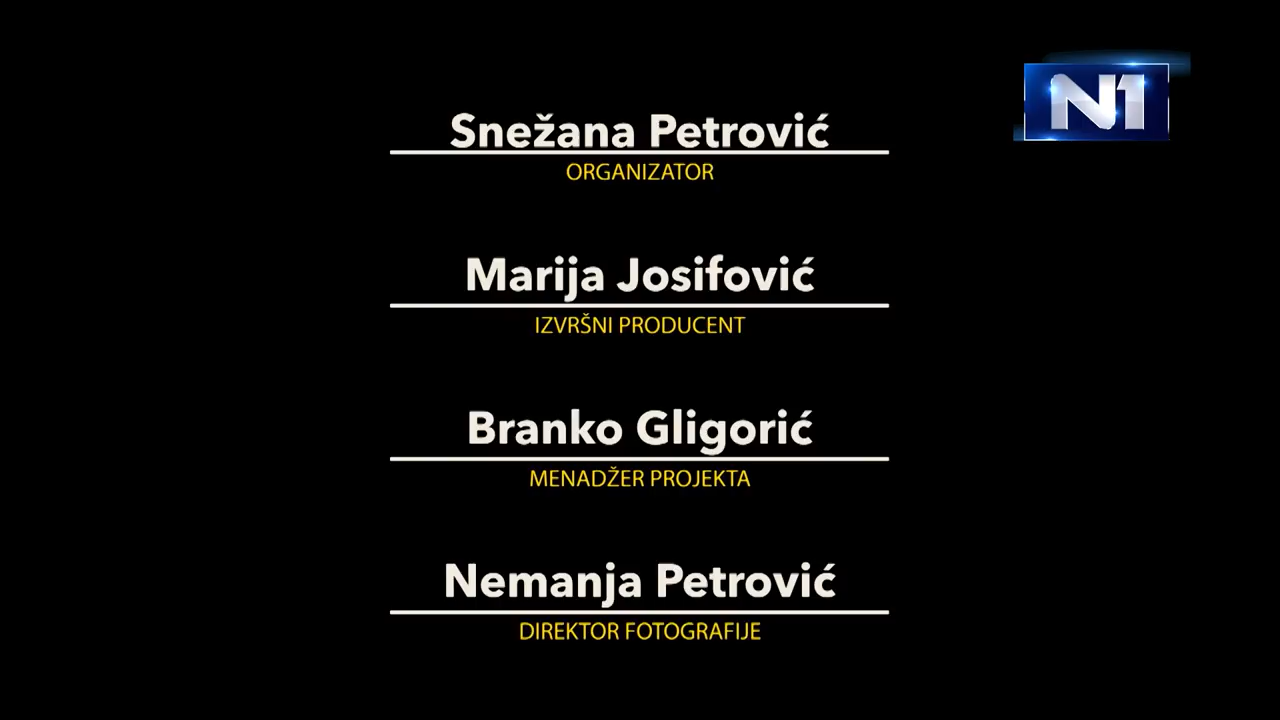 N1
Snežana Petrović
ORGANIZATOR
Marija Josifović
IZVRŠNI PRODUCENT
Branko Gligorić
MENADŽER PROJEKTA
Nemanja Petrović
DIREKTOR FOTOGRAFIJE